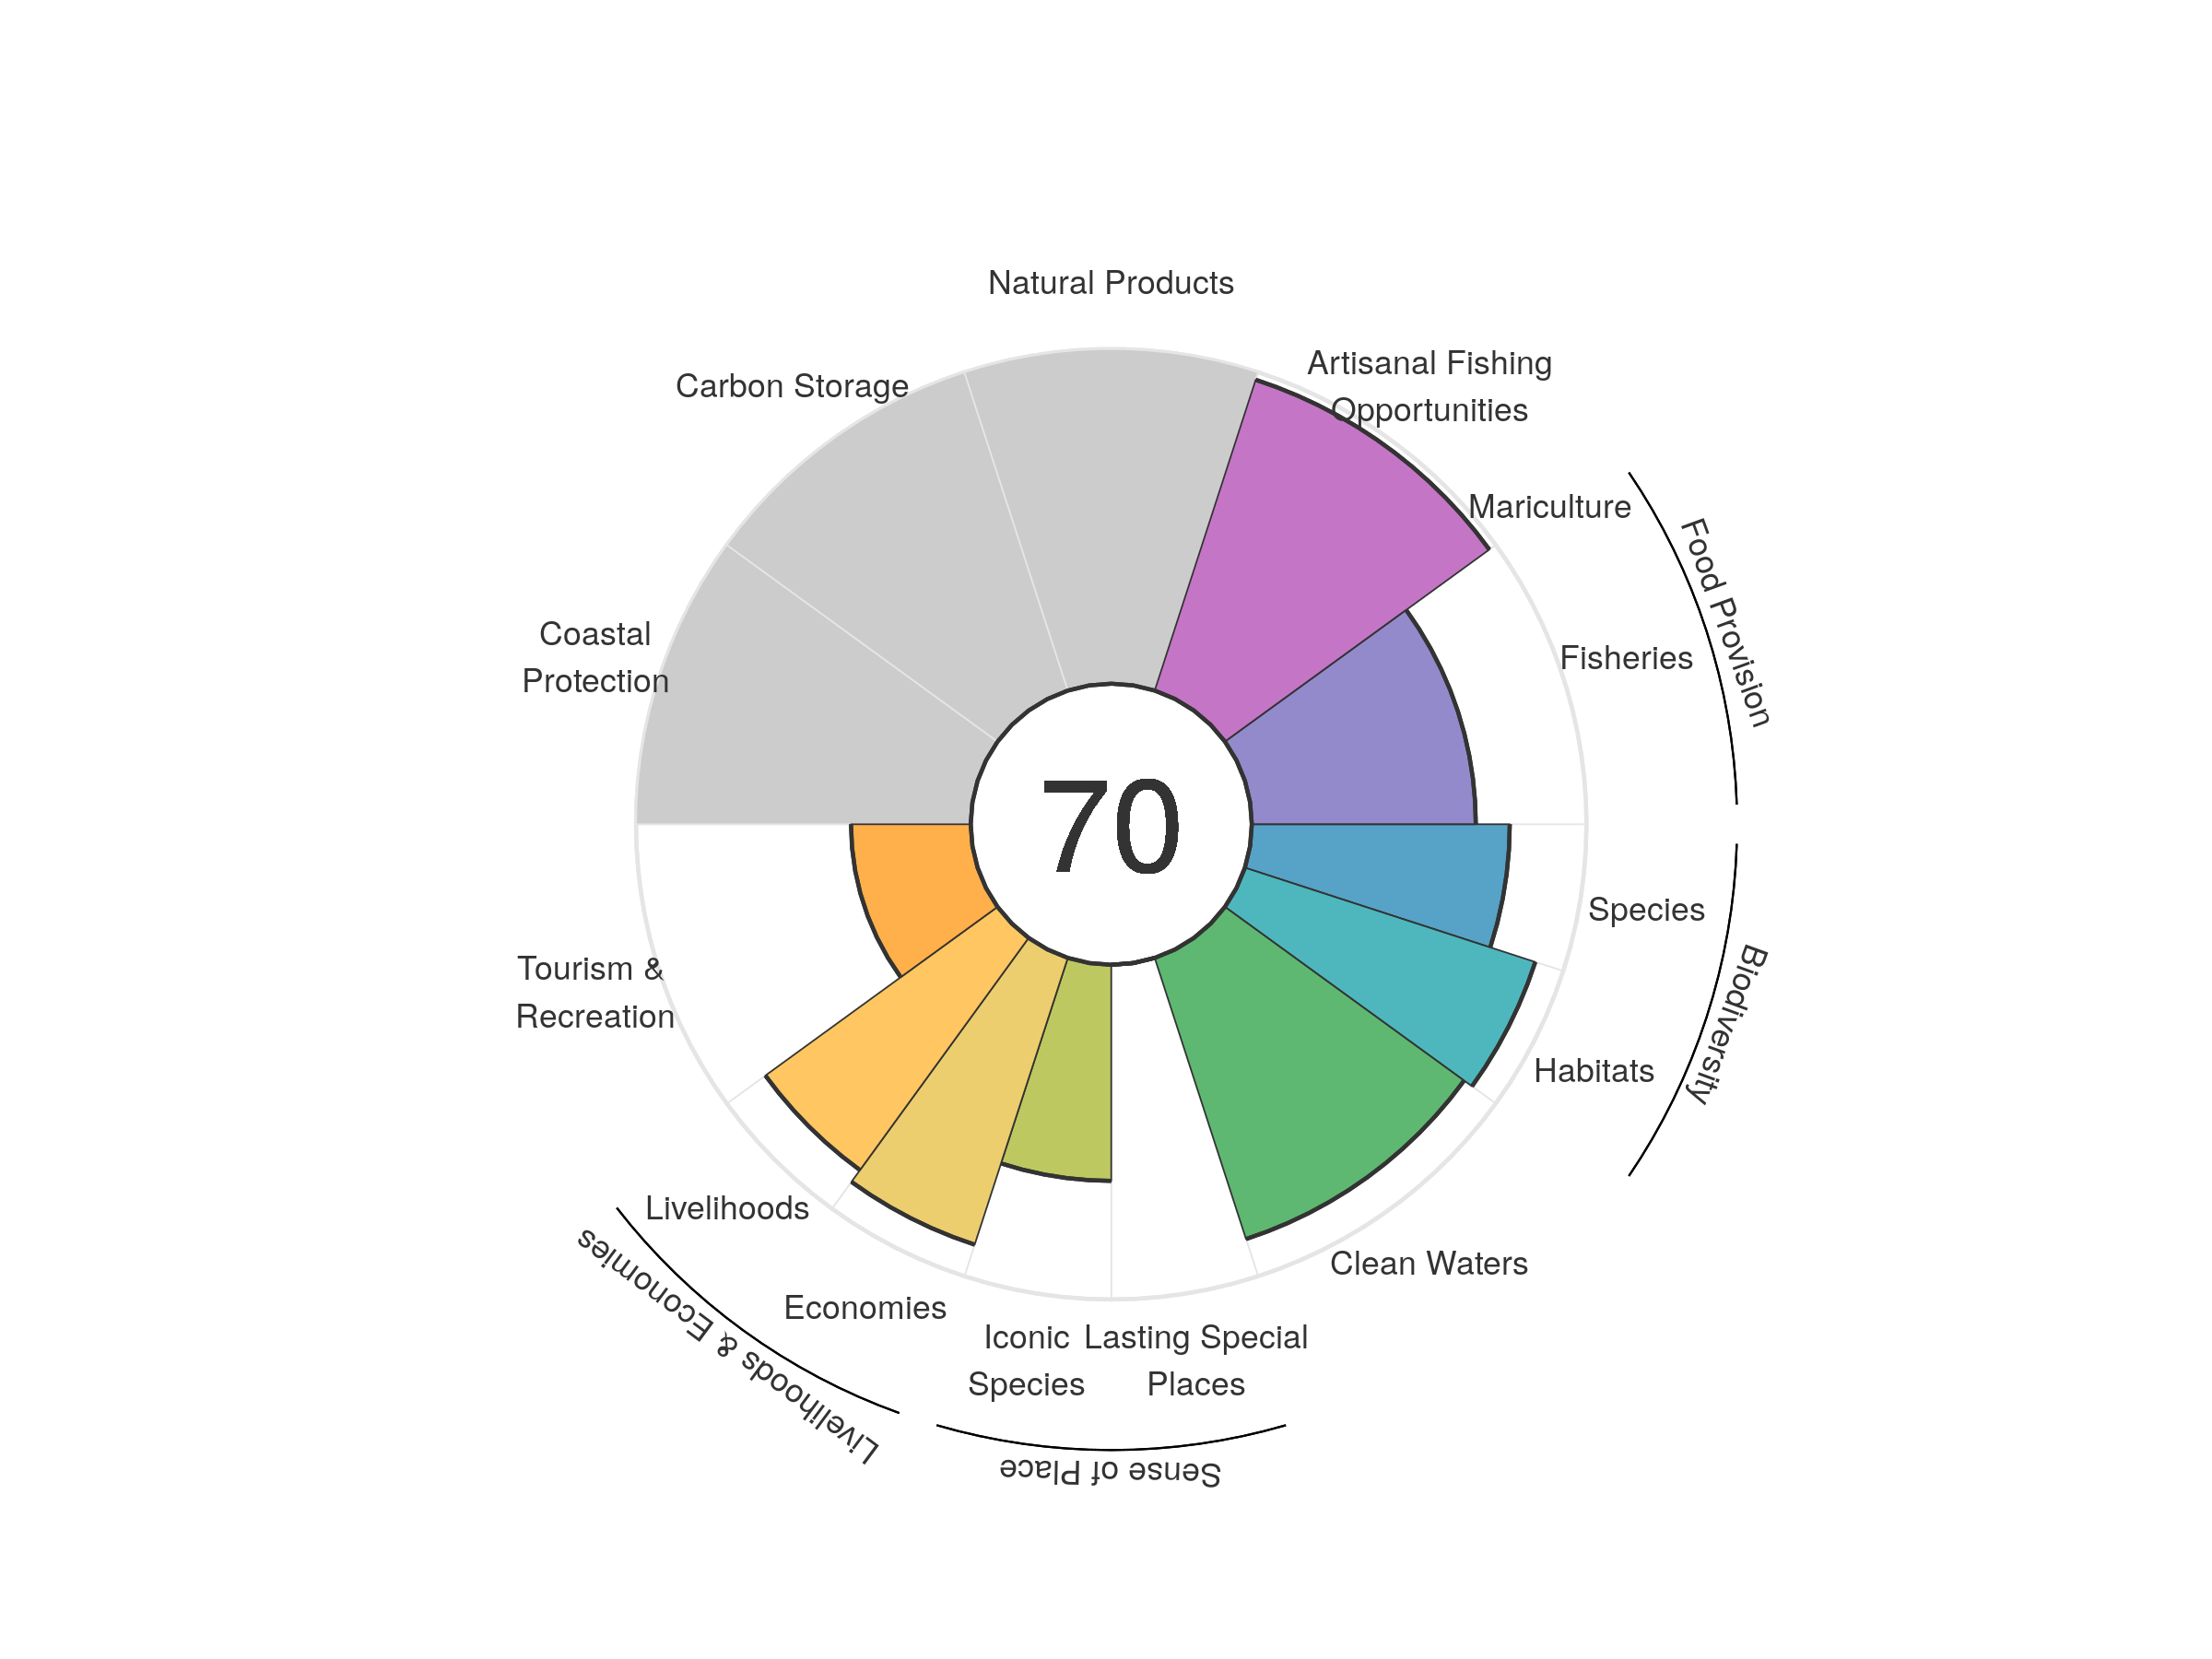 Natural Products
Artisanal Fishing
Opportunities
Carbon Storage
Mariculture
Food Provision
Coastal
Protection
Fisheries
70
Species
Biodiversity
Tourism &
Recreation
Habitats
Livelihoods
Clean Waters
Livelihoods & Economies
Economies
Iconic
Species
Lasting Special
Places
Sense of Place